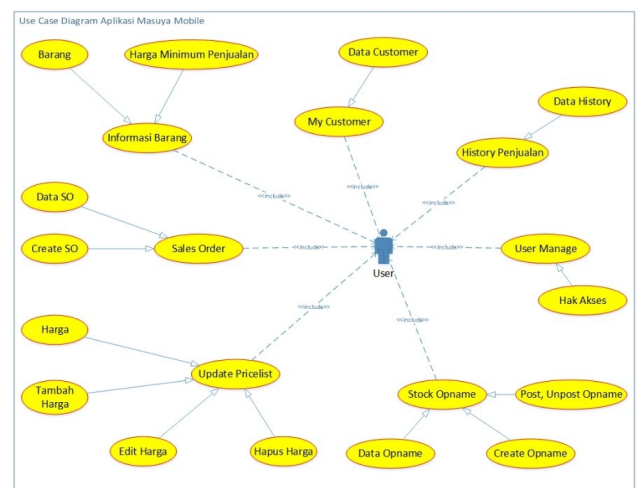 Use Case Diagram Aplikasi Masuya Mobile
Barang
Harga Minimum Penjualan
Data Customer
Data History
Informasi Barang
My Customer
History Penjualan
<<include>>
<<include>>
<<include>>
Data SO
Create SO
Sales Order
<<include>>
User
<<include>>
User Manage
Hak Akses
<<include>>
<<include>>
Harga
Tambah
Harga
Update Pricelist
Edit Harga
Hapus Harga
Stock Opname
Post, Unpost Opname
Data Opname
Create Opname